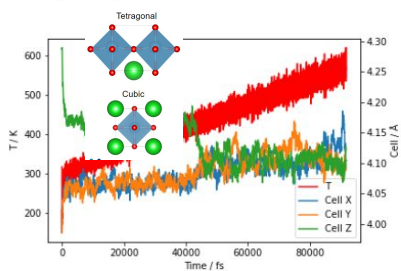 Tetragonal
Cubic
T / K
600
500
400
300
200
4.30
4.25
4.20
4.15
4.10
4.05
4.00
Cell / Å
T
Cell X
Cell Y
Cell Z
0
20000
40000
60000
80000
Time / fs